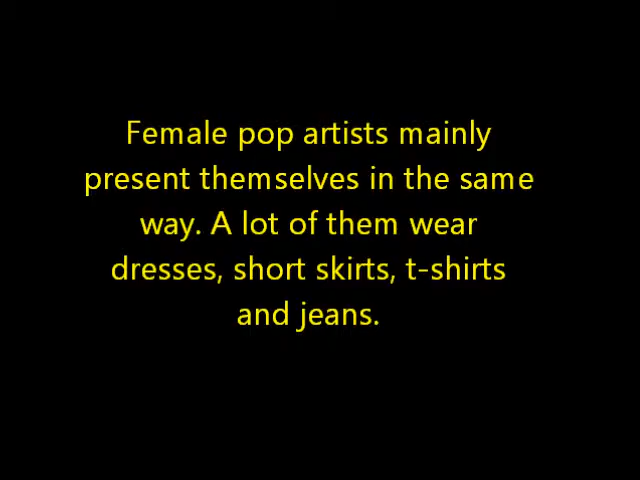 Female pop artists mainly
present themselves in the same
way. A lot of them wear
dresses, short skirts, t-shirts
and jeans.